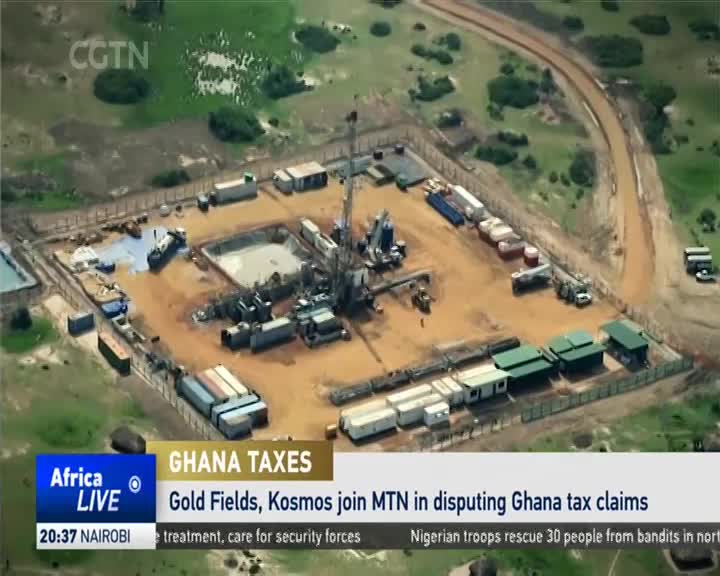 CGTN
GHANA TAXES
Africa
LIVE
Gold Fields, Kosmos join MTN in disputing Ghana tax claims
20:37 NAIROBI
e treatment, care for security forces Nigerian troops rescue 30 people from bandits in nort